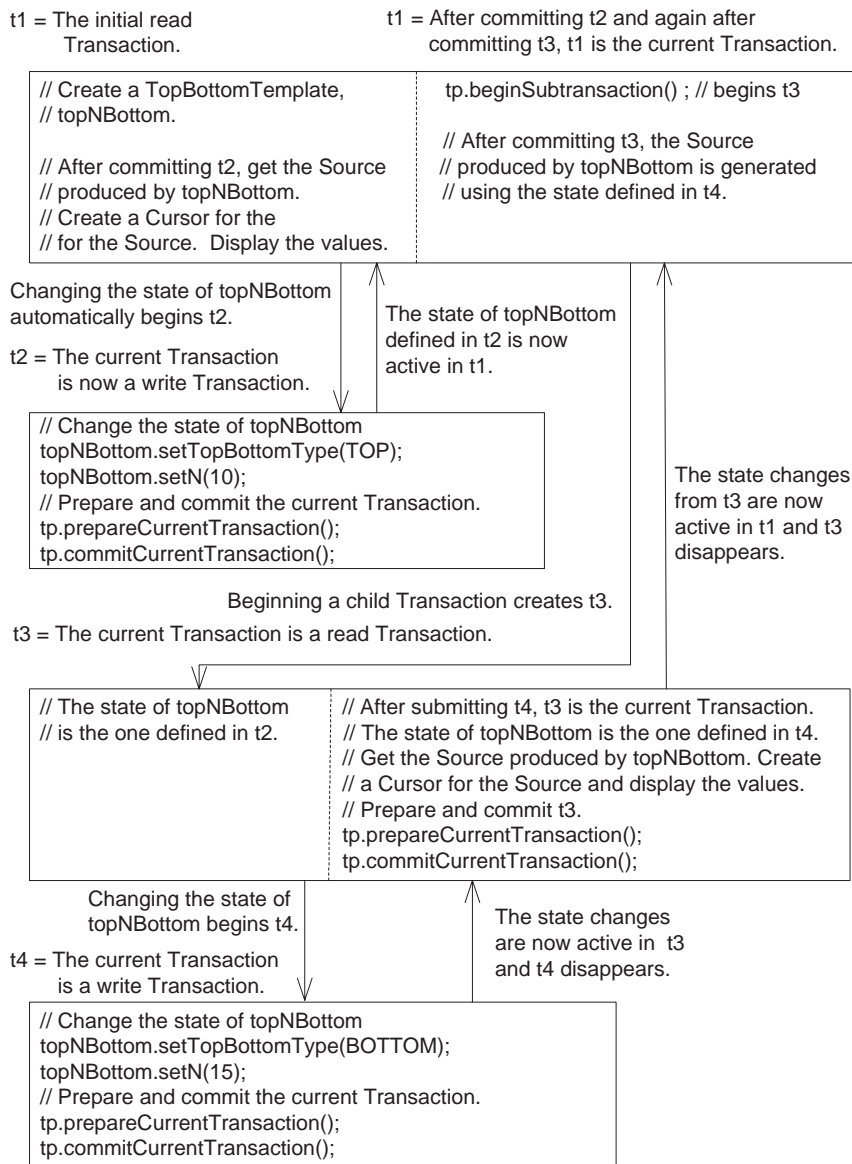 t1 = The initial read
Transaction.
t1 = After committing t2 and again after
committing t3, t1 is the current Transaction.
// Create a TopBottomTemplate,
// topNBottom.
// After committing t2, get the Source
// produced by topNBottom.
// Create a Cursor for the
// for the Source.  Display the values.
tp.beginSubtransaction() ; // begins t3
// After committing t3, the Source
// produced by topNBottom is generated
// using the state defined in t4.
Changing the state of topNBottom
automatically begins t2.
The state of topNBottom
defined in t2 is now
active in t1.
t2 = The current Transaction
is now a write Transaction.
// Change the state of topNBottom
topNBottom.setTopBottomType(TOP);
topNBottom.setN(10);
// Prepare and commit the current Transaction.
tp.prepareCurrentTransaction();
tp.commitCurrentTransaction();
The state changes
from t3 are now
active in t1 and t3
disappears.
Beginning a child Transaction creates t3.
t3 = The current Transaction is a read Transaction.
// The state of topNBottom
// is the one defined in t2.
// After submitting t4, t3 is the current Transaction.
// The state of topNBottom is the one defined in t4.
// Get the Source produced by topNBottom. Create
// a Cursor for the Source and display the values.
// Prepare and commit t3.
tp.prepareCurrentTransaction();
tp.commitCurrentTransaction();
Changing the state of
topNBottom begins t4.
The state changes
are now active in  t3
and t4 disappears.
t4 = The current Transaction
is a write Transaction.
// Change the state of topNBottom
topNBottom.setTopBottomType(BOTTOM);
topNBottom.setN(15);
// Prepare and commit the current Transaction.
tp.prepareCurrentTransaction();
tp.commitCurrentTransaction();